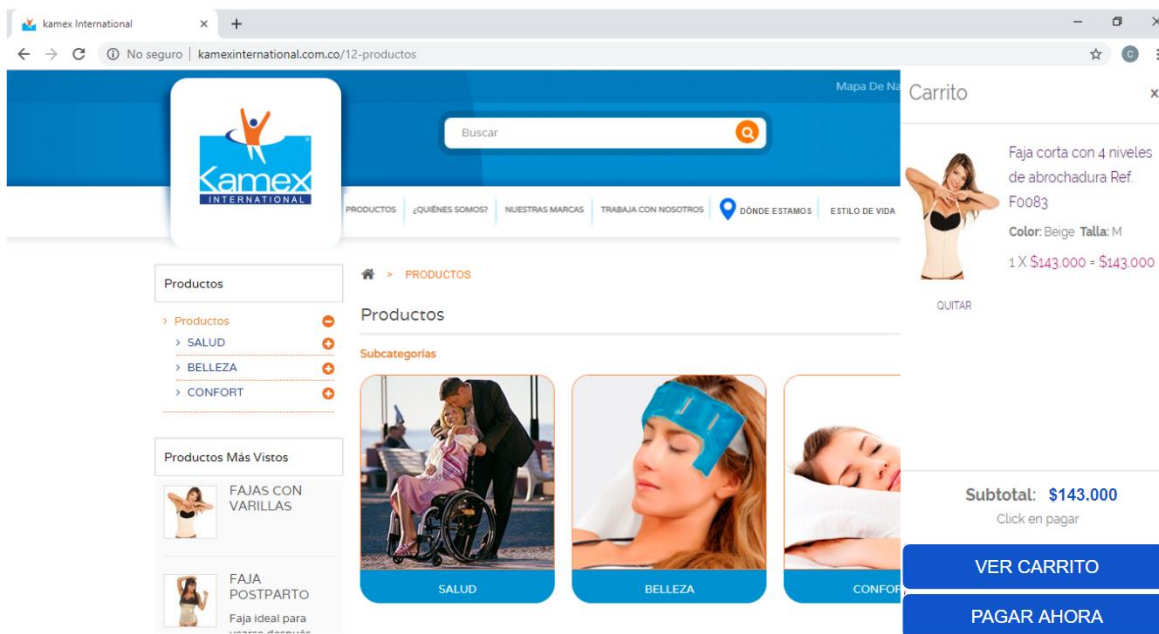 kamex International
No seguro | kamexinternational.com.co/12-productos
C
Mapa De Na
Buscar
Kamex
INTERNATIONAL
PRODUCTOS
¿QUIÉNES SOMOS?
NUESTRAS MARCAS
TRABAJA CON NOSOTROS
DÓNDE ESTAMOS
ESTILO DE VIDA
> PRODUCTOS
Productos
> Productos
> SALUD
> BELLEZA
> CONFORT
Productos Más Vistos
FAJAS CON
VARILLAS
FAJA
POSTPARTO
Faja ideal para
usarse después
Productos
Subcategorías
SALUD
BELLEZA
CONFOR
Carrito
x
Faja corta con 4 niveles
de abrochadura Ref.
F0083
Color: Beige Talla: M
1 X $143.000 = $143.000
QUITAR
Subtotal: $143.000
Click en pagar
VER CARRITO
PAGAR AHORA